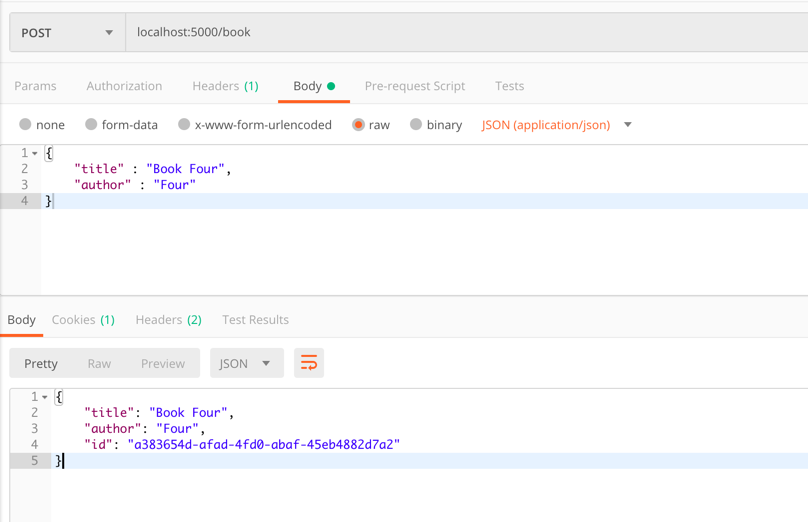 POST localhost:5000/book
Params Authorization Headers (1) Body Pre-request Script Tests
none form-data x-www-form-urlencoded raw binary JSON (application/json)
1 {
2 "title" : "Book Four",
3 "author" : "Four"
4 }
Body Cookies (1) Headers (2) Test Results
Pretty Raw Preview JSON
1 {
2 "title": "Book Four",
3 "author": "Four",
4 "id": "a383654d-afad-4fd0-abaf-45eb4882d7a2"
5 }